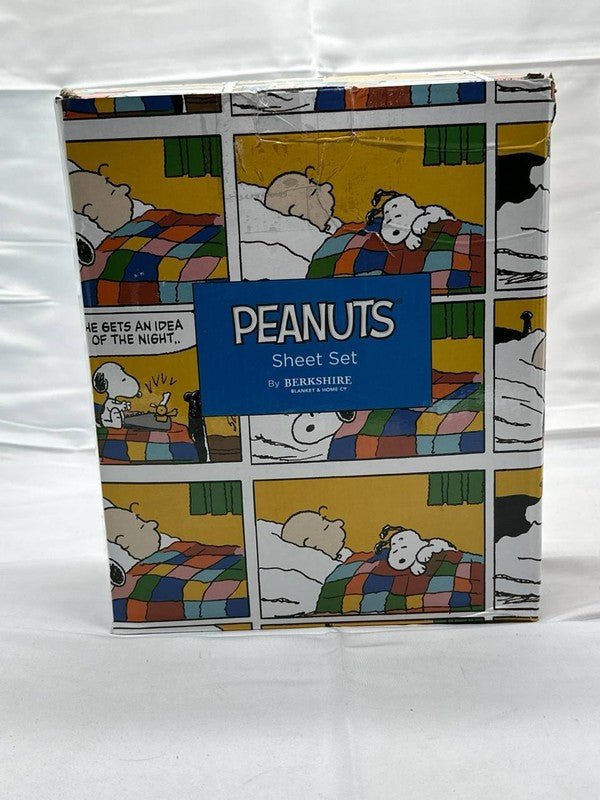 HE GETS AN IDEA
OF THE NIGHT..
PEANUTS
Sheet Set
By BERKSHIRE
BLANKET & HOME Co